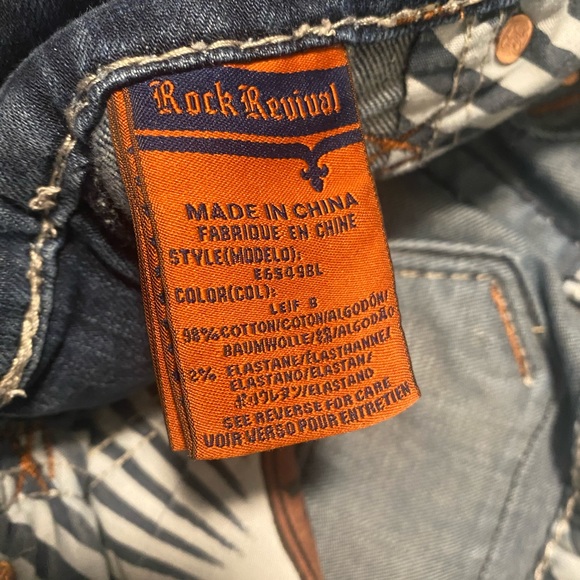 Rock Revival
MADE IN CHINA
FABRIQUE EN CHINE
STYLE(MODELO):
E6549BL
COLOR(COL):
LEIF B
98%COTTON/COTON/ALGODÓN/
BAUMWOLLE/綿/ALGODÃO
2% ELASTANE/ÉLASTHANNE/
ELASTANO/ELASTAN/
ポリウレタン/ELASTANO
SEE REVERSE FOR CARE
VOIR VERSO POUR ENTRETIEN